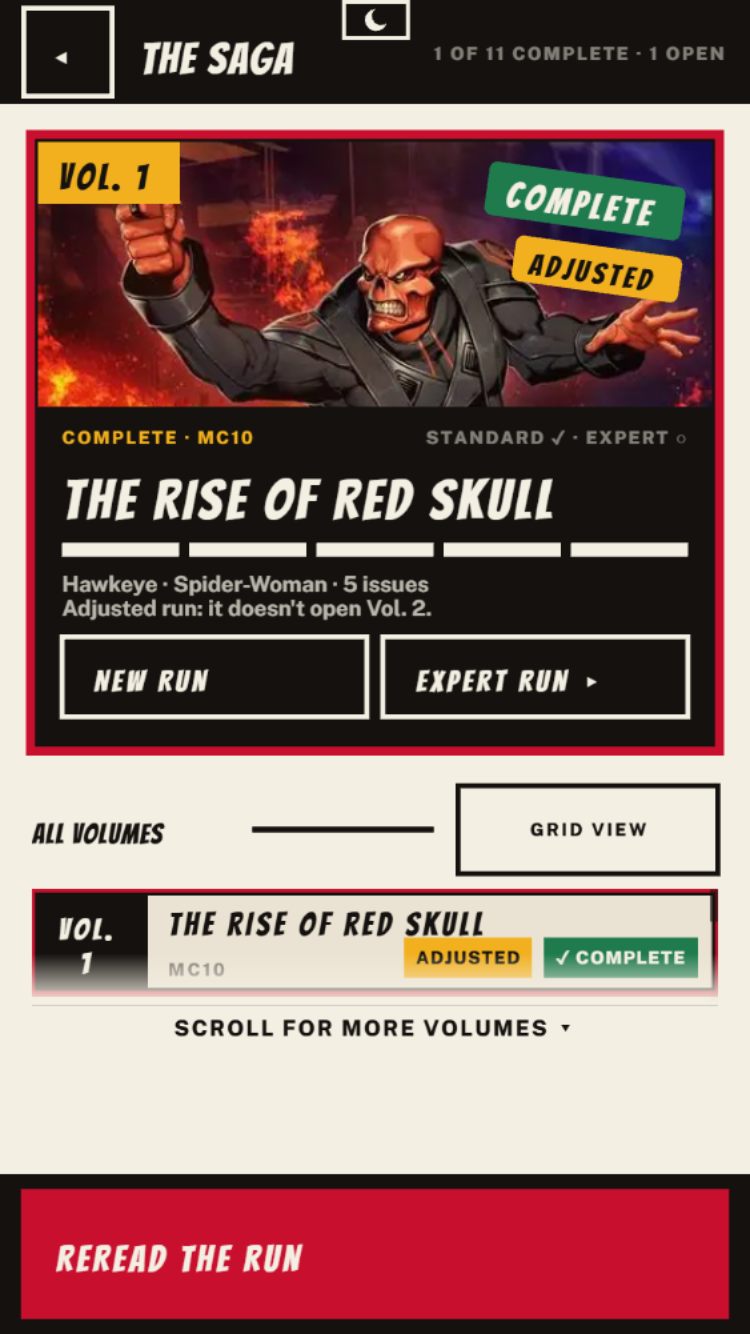 ◂
THE SAGA
1 OF 11 COMPLETE · 1 OPEN
VOL. 1
COMPLETE
ADJUSTED
COMPLETE · MC10
STANDARD ✓ · EXPERT ○
THE RISE OF RED SKULL
Hawkeye · Spider-Woman · 5 issues
Adjusted run: it doesn't open Vol. 2.
NEW RUN
EXPERT RUN ▸
ALL VOLUMES
GRID VIEW
VOL.
1
THE RISE OF RED SKULL
MC10
ADJUSTED
✓ COMPLETE
SCROLL FOR MORE VOLUMES ▾
REREAD THE RUN